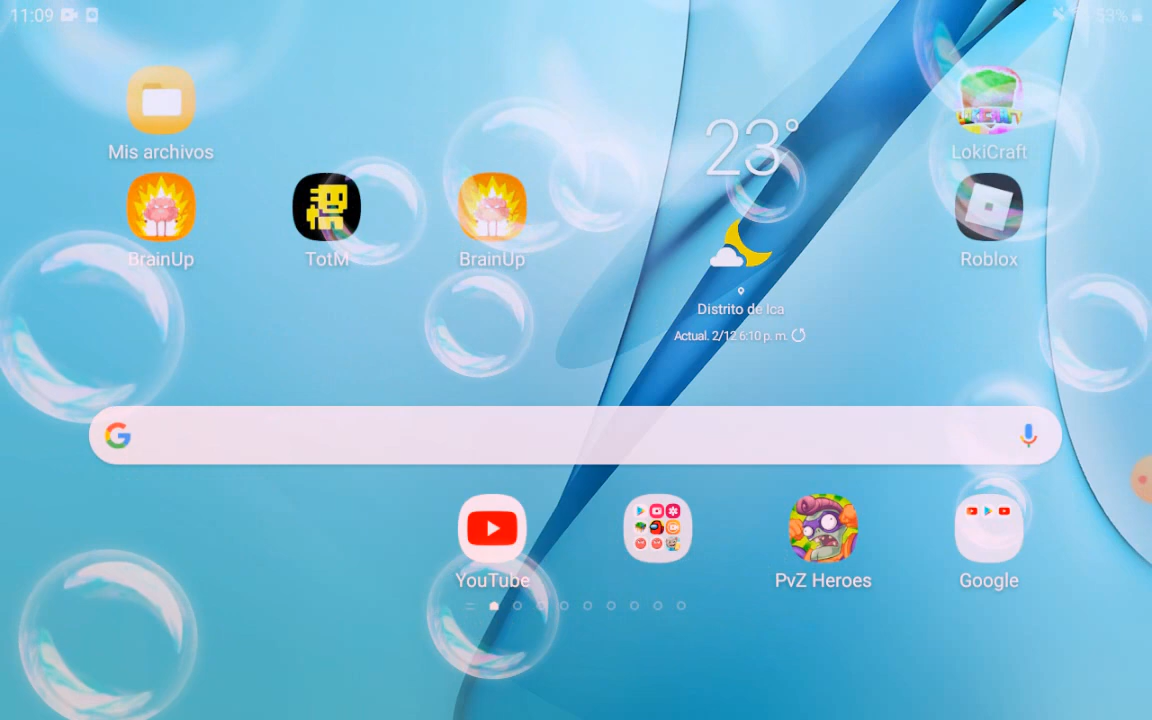 11:09
53%
Mis archivos
23°
LokiCraft
BrainUp
TotM
BrainUp
Roblox
Distrito de Ica
Actual. 2/12 6:10 p. m.
YouTube
PvZ Heroes
Google